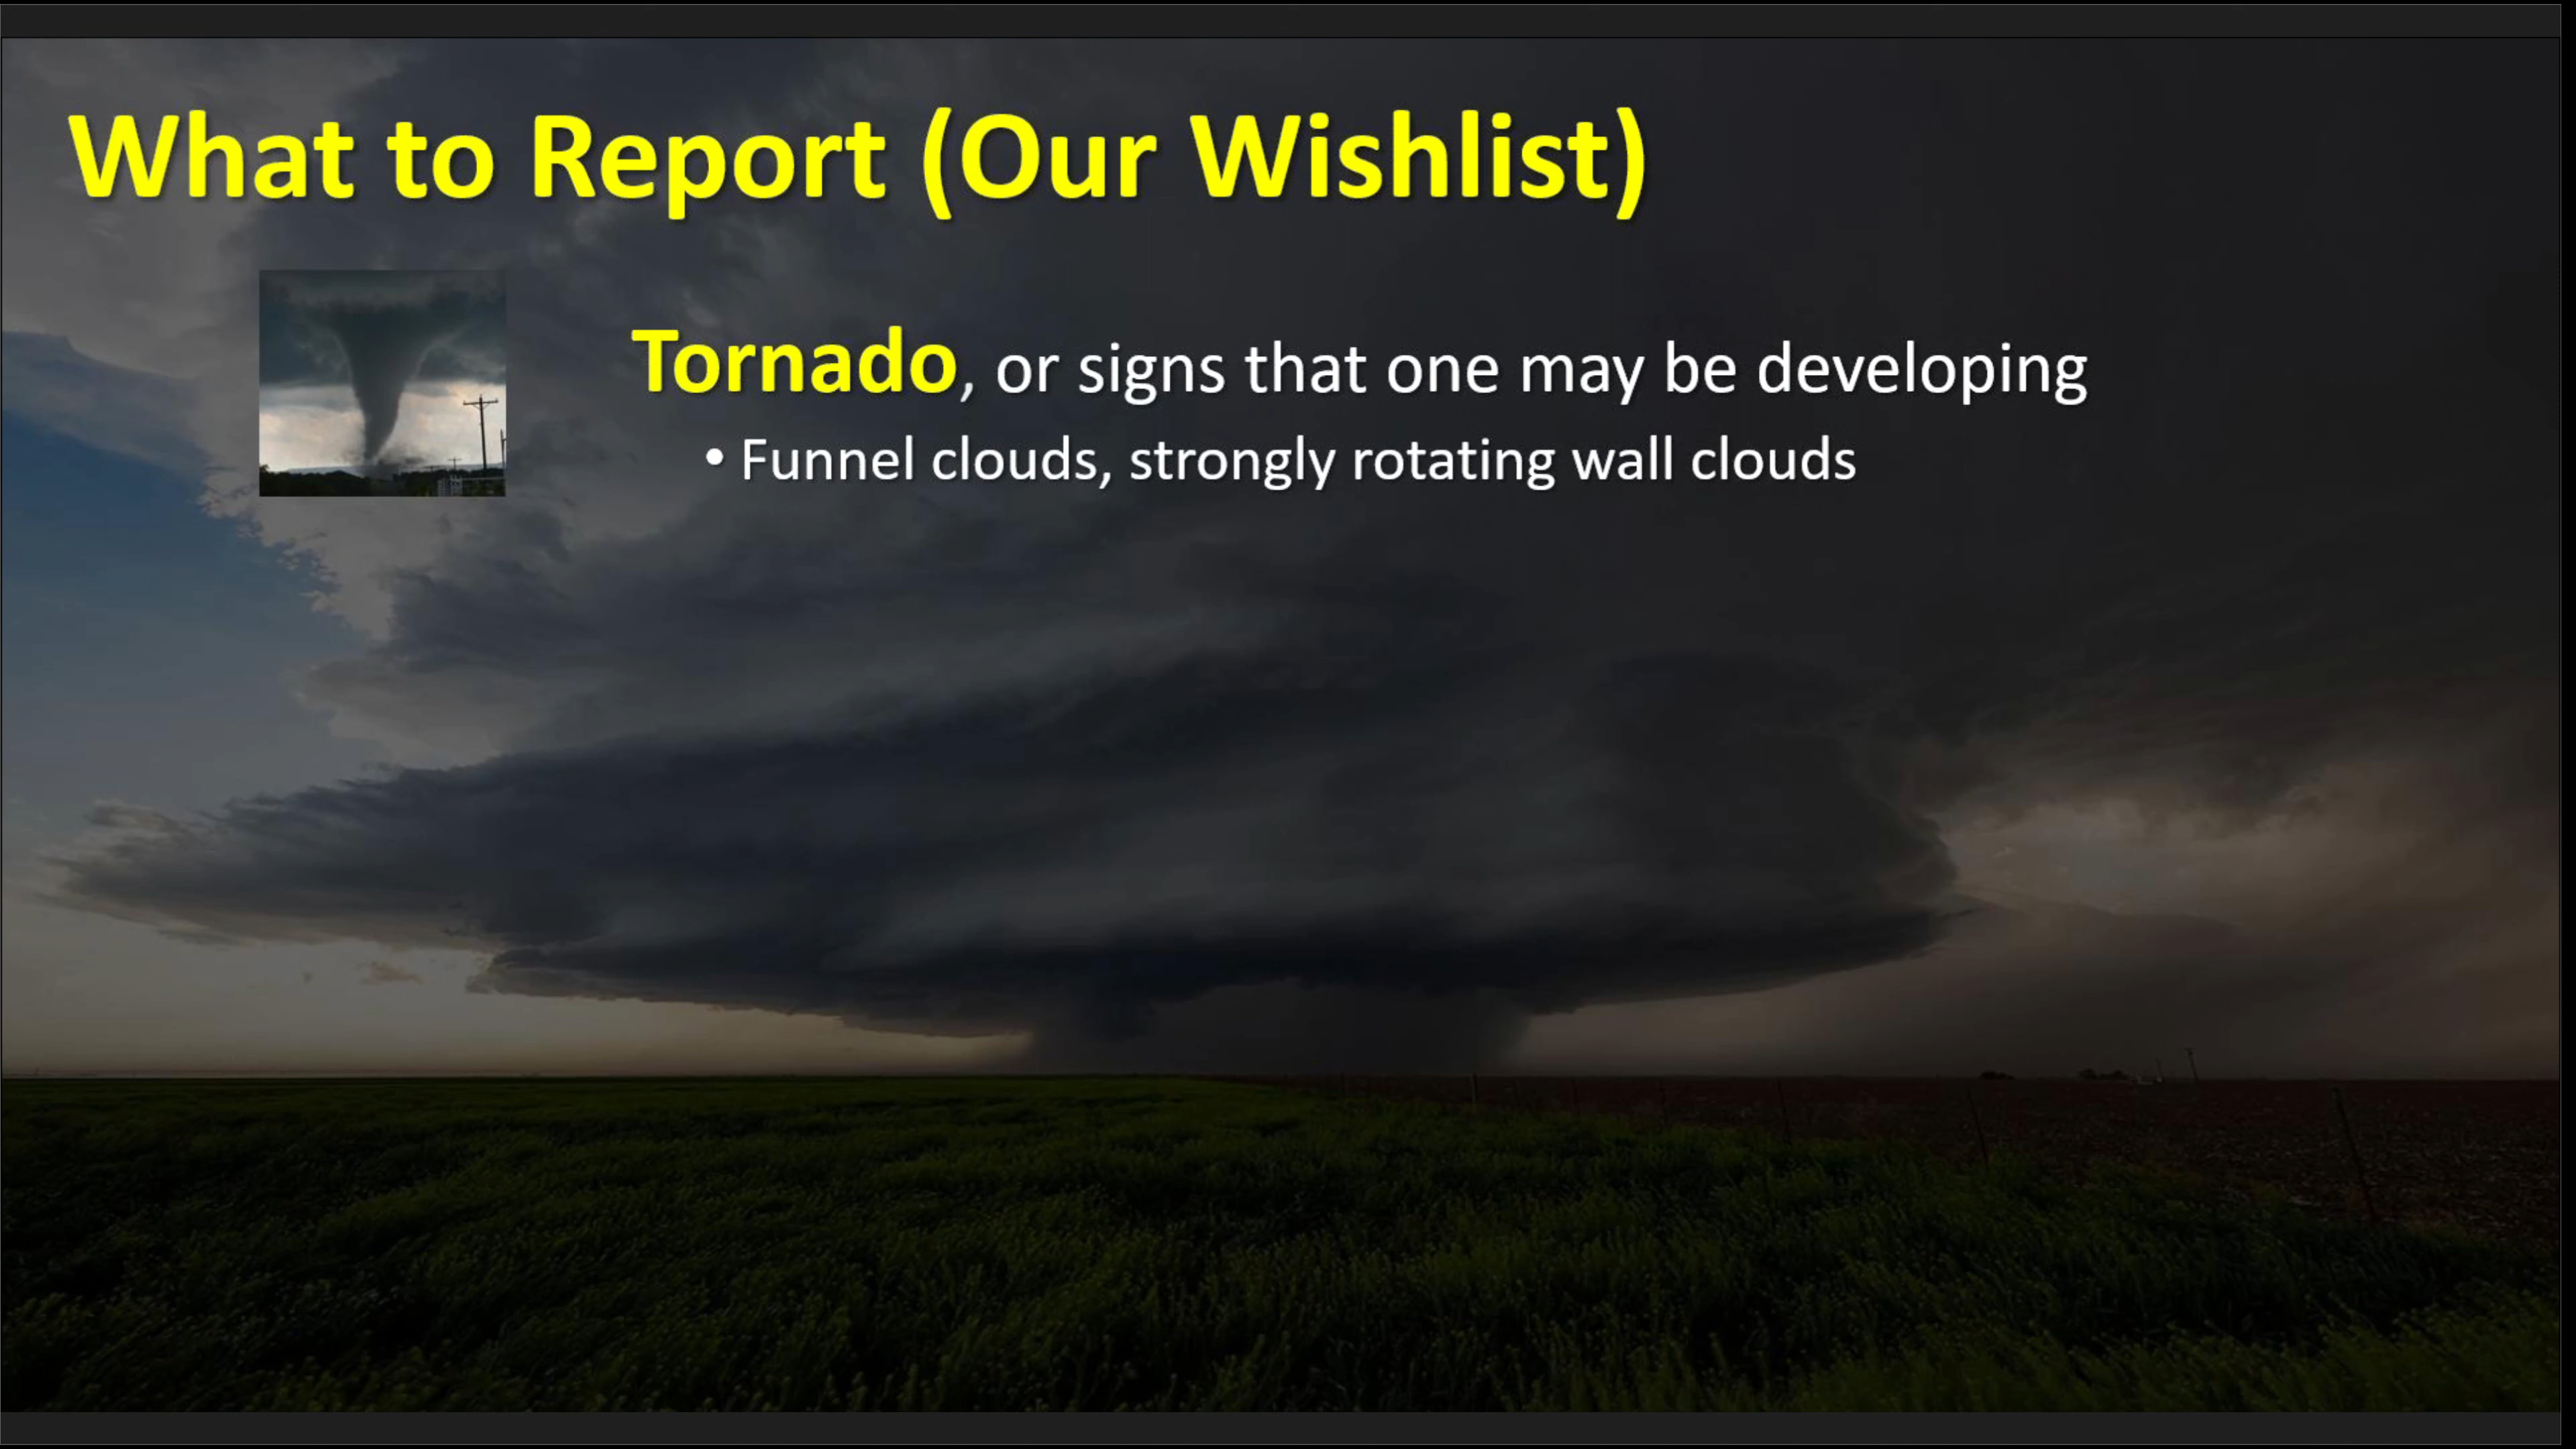 What to Report (Our Wishlist)
Tornado, or signs that one may be developing
• Funnel clouds, strongly rotating wall clouds